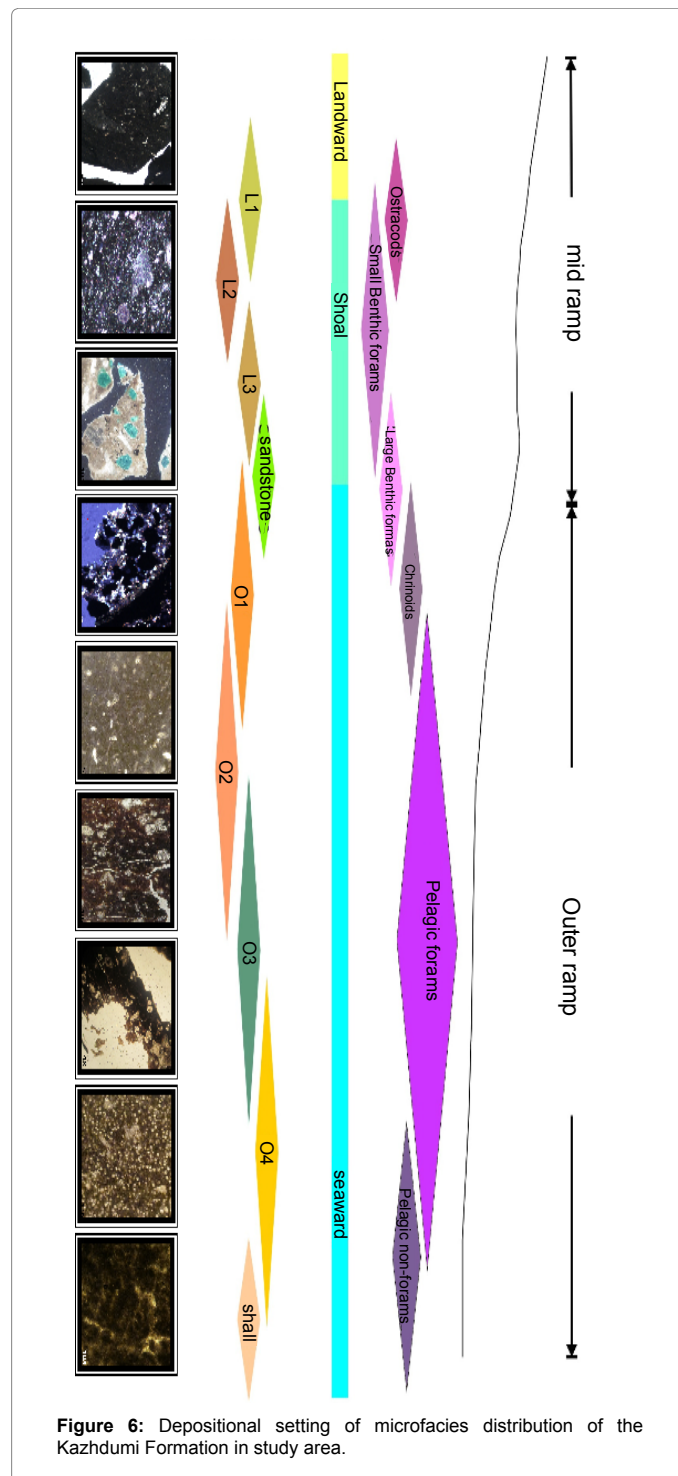 mid ramp
Outer ramp
Ostracods
Small Benthic forams
Large Benthic formas
Chrinoids
Pelagic forams
Pelagic non-forams
Landward
Shoal
seaward
L1
L2
L3
sandstone
O1
O2
O3
O4
shall
Figure 6: Depositional setting of microfacies distribution of the
Kazhdumi Formation in study area.